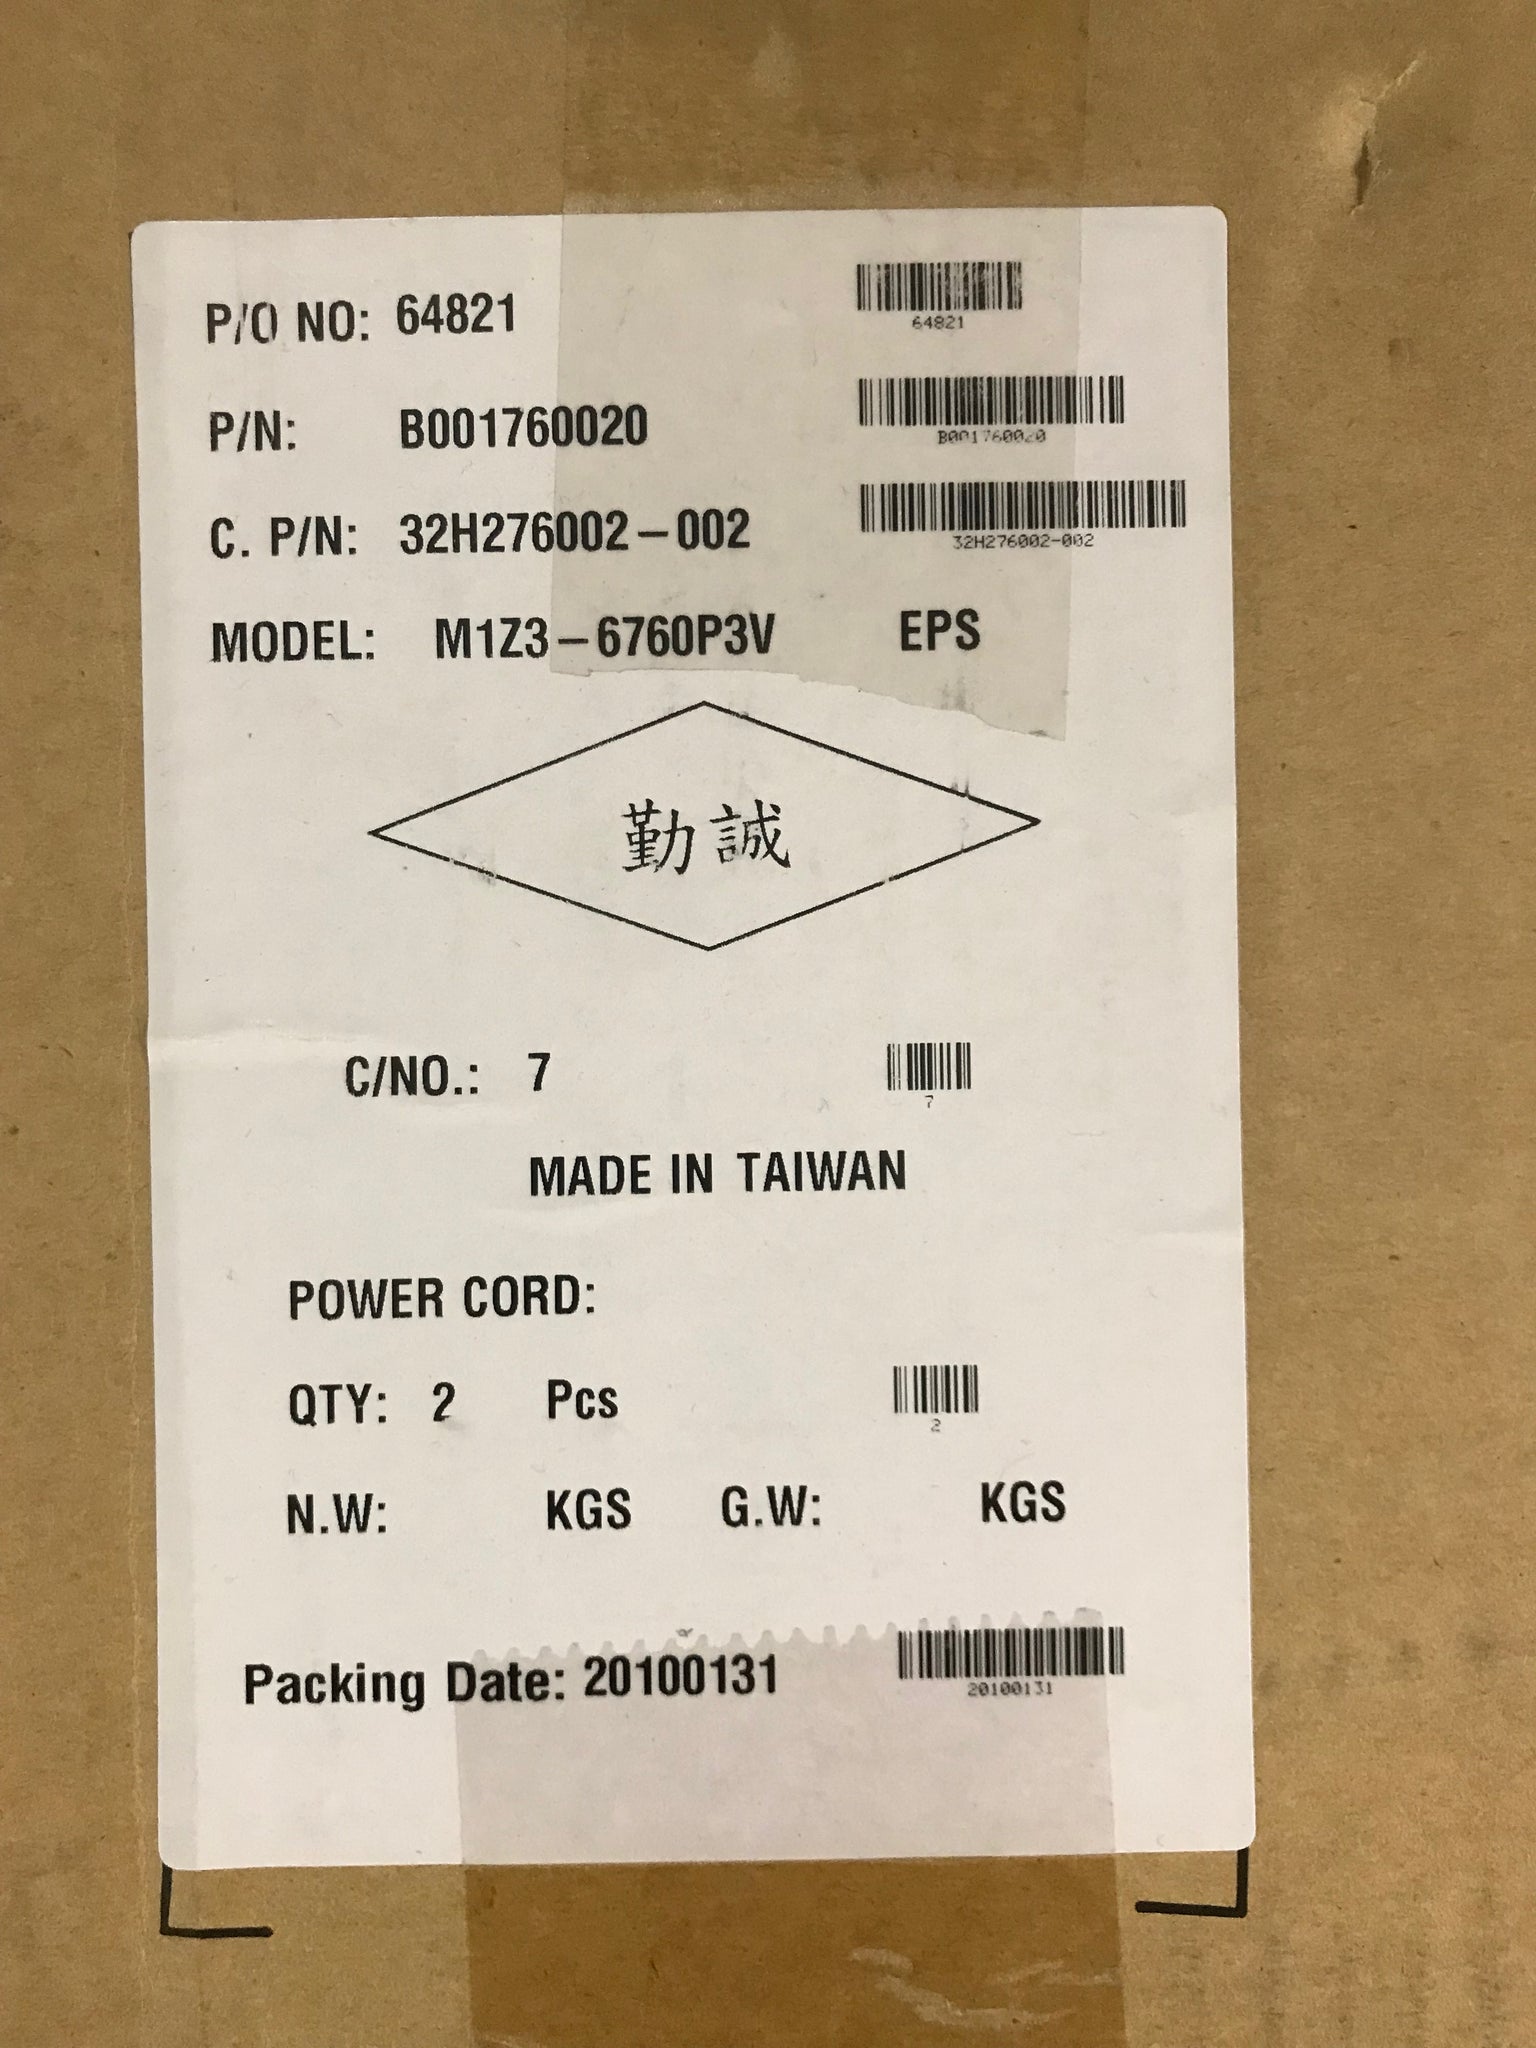 P/O NO: 64821
64821
P/N: B001760020
B001760020
C. P/N: 32H276002-002
32H276002-002
MODEL: M1Z3-6760P3V EPS
勤誠
C/NO.: 7
7
MADE IN TAIWAN
POWER CORD:
QTY: 2 Pcs
2
N.W: KGS G.W: KGS
Packing Date: 20100131
20100131